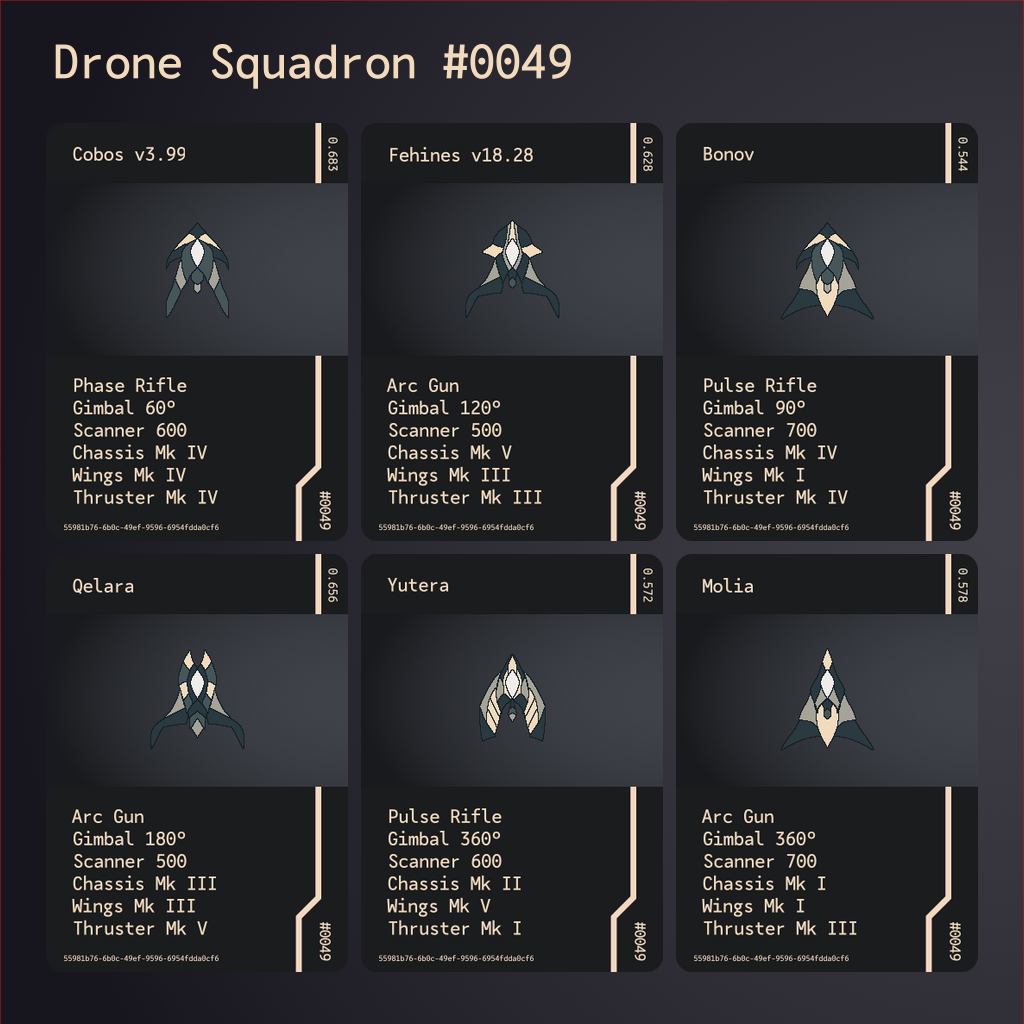 Drone Squadron #0049
Cobos v3.99
0.683
Phase Rifle
Gimbal 60°
Scanner 600
Chassis Mk IV
Wings Mk IV
Thruster Mk IV
#0049
55981b76-6b0c-49ef-9596-6954fdda0cf6
Fehines v18.28
0.628
Arc Gun
Gimbal 120°
Scanner 500
Chassis Mk V
Wings Mk III
Thruster Mk III
#0049
55981b76-6b0c-49ef-9596-6954fdda0cf6
Bonov
0.544
Pulse Rifle
Gimbal 90°
Scanner 700
Chassis Mk IV
Wings Mk I
Thruster Mk IV
#0049
55981b76-6b0c-49ef-9596-6954fdda0cf6
Qelara
0.656
Arc Gun
Gimbal 180°
Scanner 500
Chassis Mk III
Wings Mk III
Thruster Mk V
#0049
55981b76-6b0c-49ef-9596-6954fdda0cf6
Yutera
0.572
Pulse Rifle
Gimbal 360°
Scanner 600
Chassis Mk II
Wings Mk V
Thruster Mk I
#0049
55981b76-6b0c-49ef-9596-6954fdda0cf6
Molia
0.578
Arc Gun
Gimbal 360°
Scanner 700
Chassis Mk I
Wings Mk I
Thruster Mk III
#0049
55981b76-6b0c-49ef-9596-6954fdda0cf6